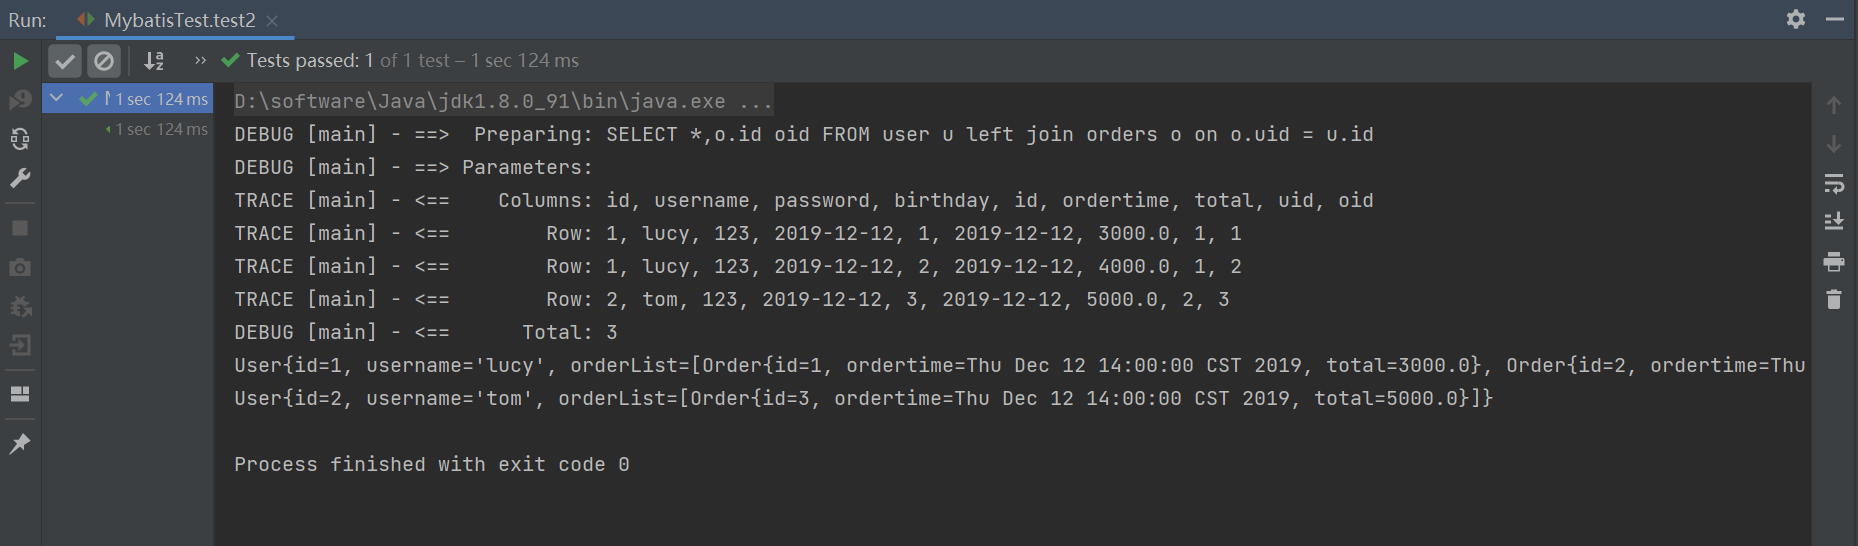 Run: MybatisTest.test2
Tests passed: 1 of 1 test – 1 sec 124 ms
1 sec 124 ms
1 sec 124 ms
D:\software\Java\jdk1.8.0_91\bin\java.exe ...
DEBUG [main] - ==>  Preparing: SELECT *,o.id oid FROM user u left join orders o on o.uid = u.id
DEBUG [main] - ==> Parameters:
TRACE [main] - <==    Columns: id, username, password, birthday, id, ordertime, total, uid, oid
TRACE [main] - <==        Row: 1, lucy, 123, 2019-12-12, 1, 2019-12-12, 3000.0, 1, 1
TRACE [main] - <==        Row: 1, lucy, 123, 2019-12-12, 2, 2019-12-12, 4000.0, 1, 2
TRACE [main] - <==        Row: 2, tom, 123, 2019-12-12, 3, 2019-12-12, 5000.0, 2, 3
DEBUG [main] - <==      Total: 3
User{id=1, username='lucy', orderList=[Order{id=1, ordertime=Thu Dec 12 14:00:00 CST 2019, total=3000.0}, Order{id=2, ordertime=Thu
User{id=2, username='tom', orderList=[Order{id=3, ordertime=Thu Dec 12 14:00:00 CST 2019, total=5000.0}]}
Process finished with exit code 0